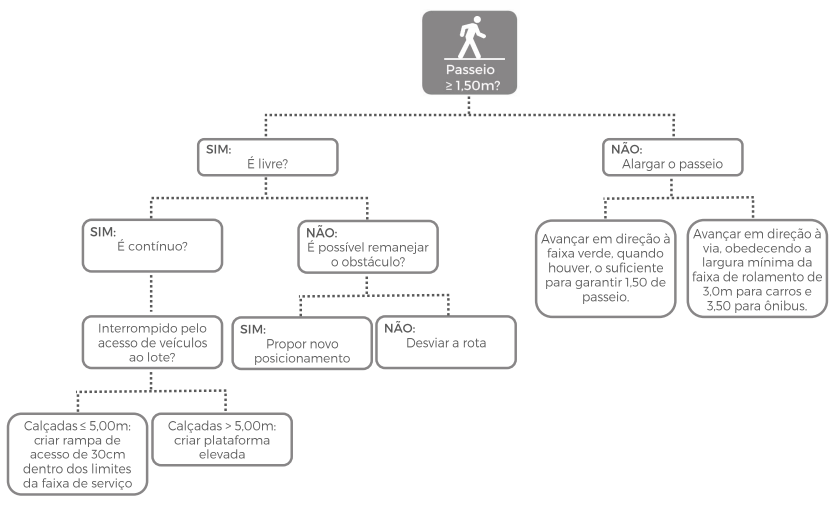 Passeio
≥ 1,50m?
SIM:
É livre?
NÃO:
Alargar o passeio
SIM:
É contínuo?
NÃO:
É possível remanejar
o obstáculo?
Avançar em direção à
faixa verde, quando
houver, o suficiente
para garantir 1,50 de
passeio.
Avançar em direção à
via, obedecendo a
largura mínima da
faixa de rolamento de
3,0m para carros e
3,50 para ônibus.
Interrompido pelo
acesso de veículos
ao lote?
SIM:
Propor novo
posicionamento
NÃO:
Desviar a rota
Calçadas ≤ 5,00m:
criar rampa de
acesso de 30cm
dentro dos limites
da faixa de serviço
Calçadas > 5,00m:
criar plataforma
elevada